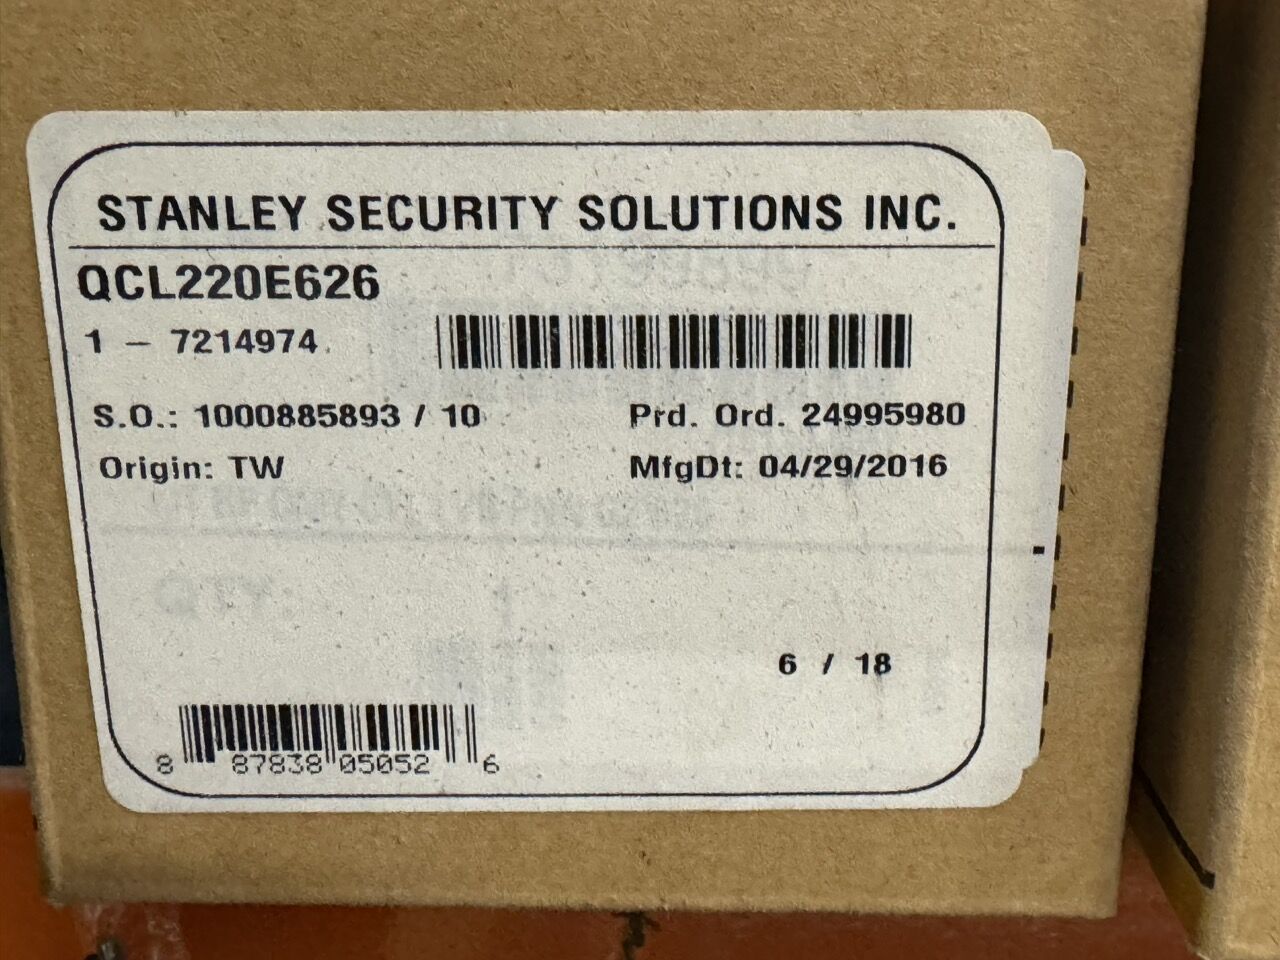 STANLEY SECURITY SOLUTIONS INC.
QCL220E626
1 - 7214974
S.O.: 1000885893 / 10 Prd. Ord. 24995980
Origin: TW MfgDt: 04/29/2016
QTY:
6 / 18
8 87838 05052 6